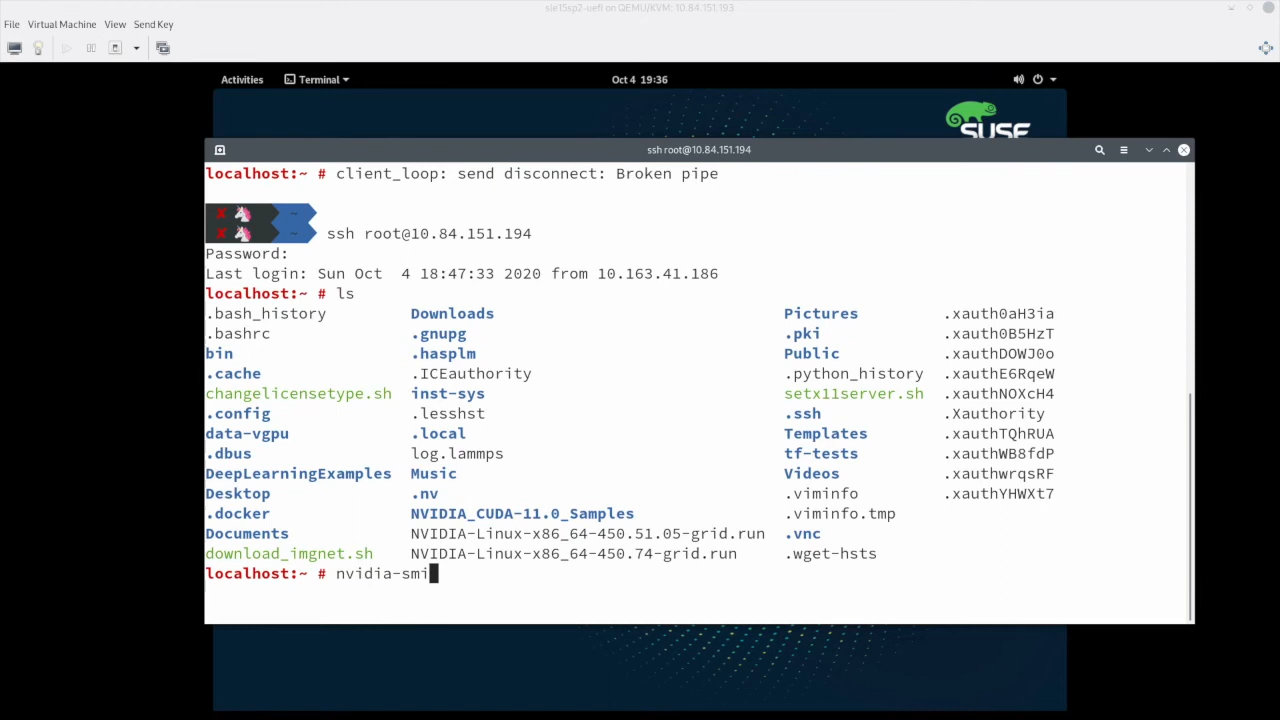 sle15sp2-uefi on QEMU/KVM: 10.84.151.193
File Virtual Machine View Send Key
Activities Terminal Oct 4 19:36
SUSE
ssh root@10.84.151.194
localhost:~ # client_loop: send disconnect: Broken pipe
~
~ ssh root@10.84.151.194
Password:
Last login: Sun Oct  4 18:47:33 2020 from 10.163.41.186
localhost:~ # ls
.bash_history Downloads Pictures .xauth0aH3ia
.bashrc .gnupg .pki .xauth0B5HzT
bin .hasplm Public .xauthDOWJ0o
.cache .ICEauthority .python_history .xauthE6RqeW
changelicensetype.sh inst-sys setx11server.sh .xauthNOXcH4
.config .lesshst .ssh .Xauthority
data-vgpu .local Templates .xauthTQhRUA
.dbus log.lammps tf-tests .xauthWB8fdP
DeepLearningExamples Music Videos .xauthwrqsRF
Desktop .nv .viminfo .xauthYHWXt7
.docker NVIDIA_CUDA-11.0_Samples .viminfo.tmp
Documents NVIDIA-Linux-x86_64-450.51.05-grid.run .vnc
download_imgnet.sh NVIDIA-Linux-x86_64-450.74-grid.run .wget-hsts
localhost:~ # nvidia-smi